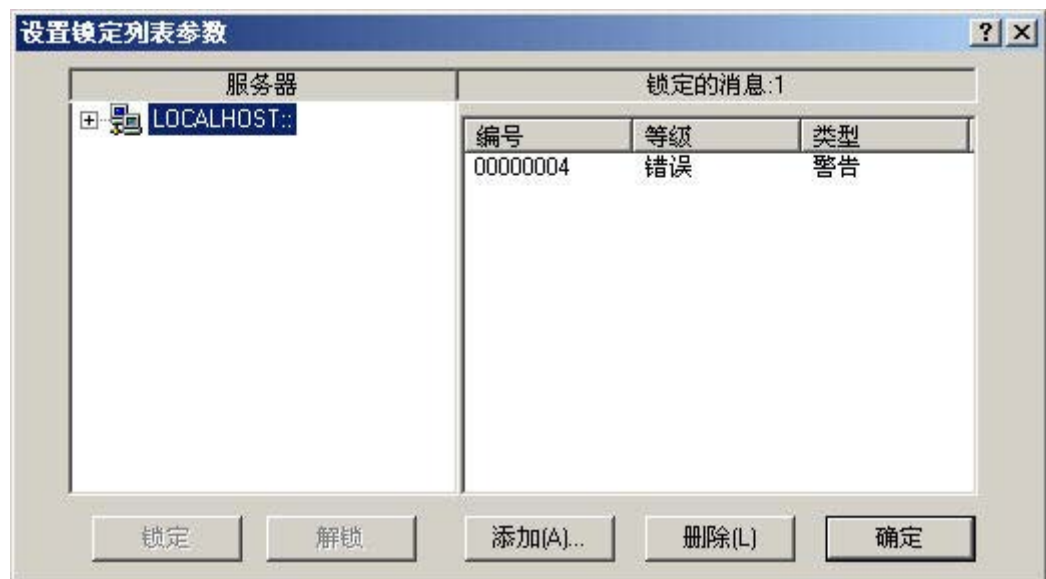 设置锁定列表参数
服务器 锁定的消息:1
LOCALHOST::
编号 等级 类型
00000004 错误 警告
锁定 解锁 添加(A)... 删除(L) 确定